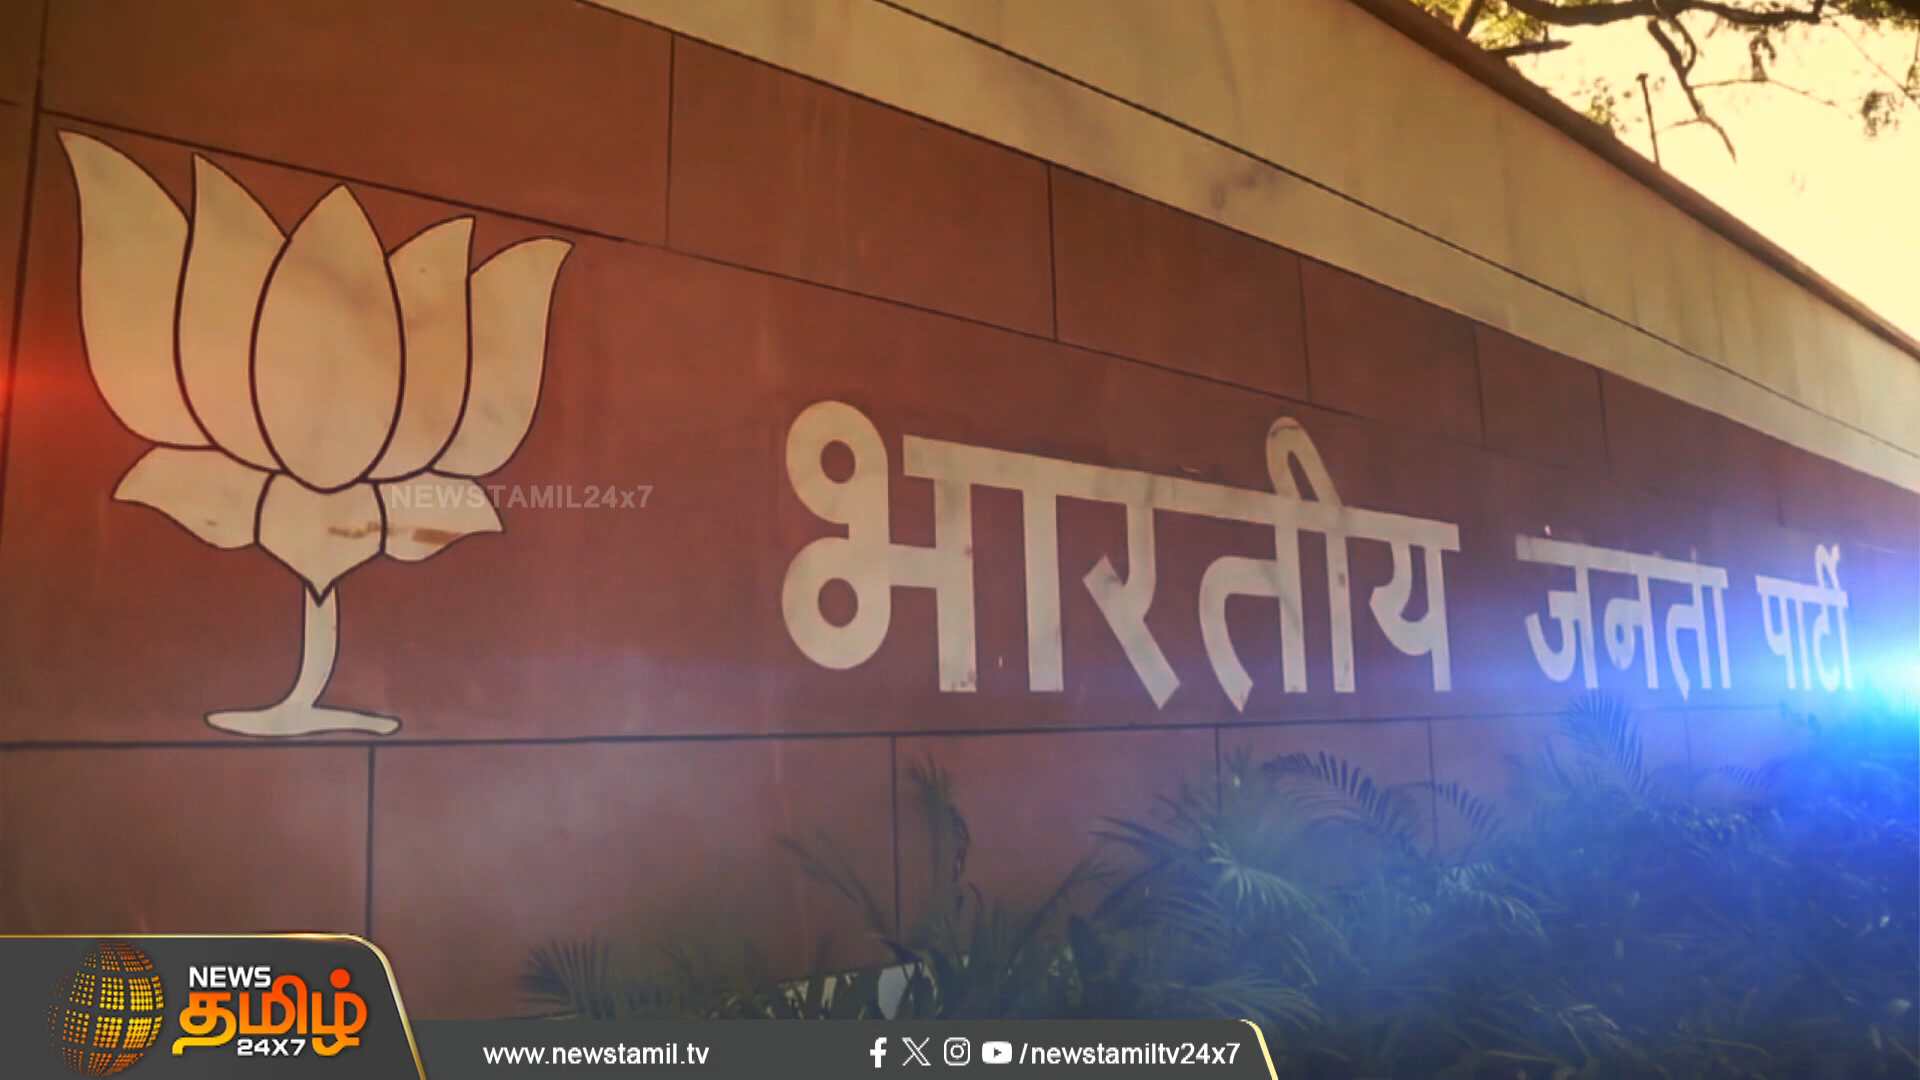 भारतीय जनता पार्टी
NEWSTAMIL24x7
NEWS
தமிழ்
24X7
www.newstamil.tv
/newstamiltv24x7